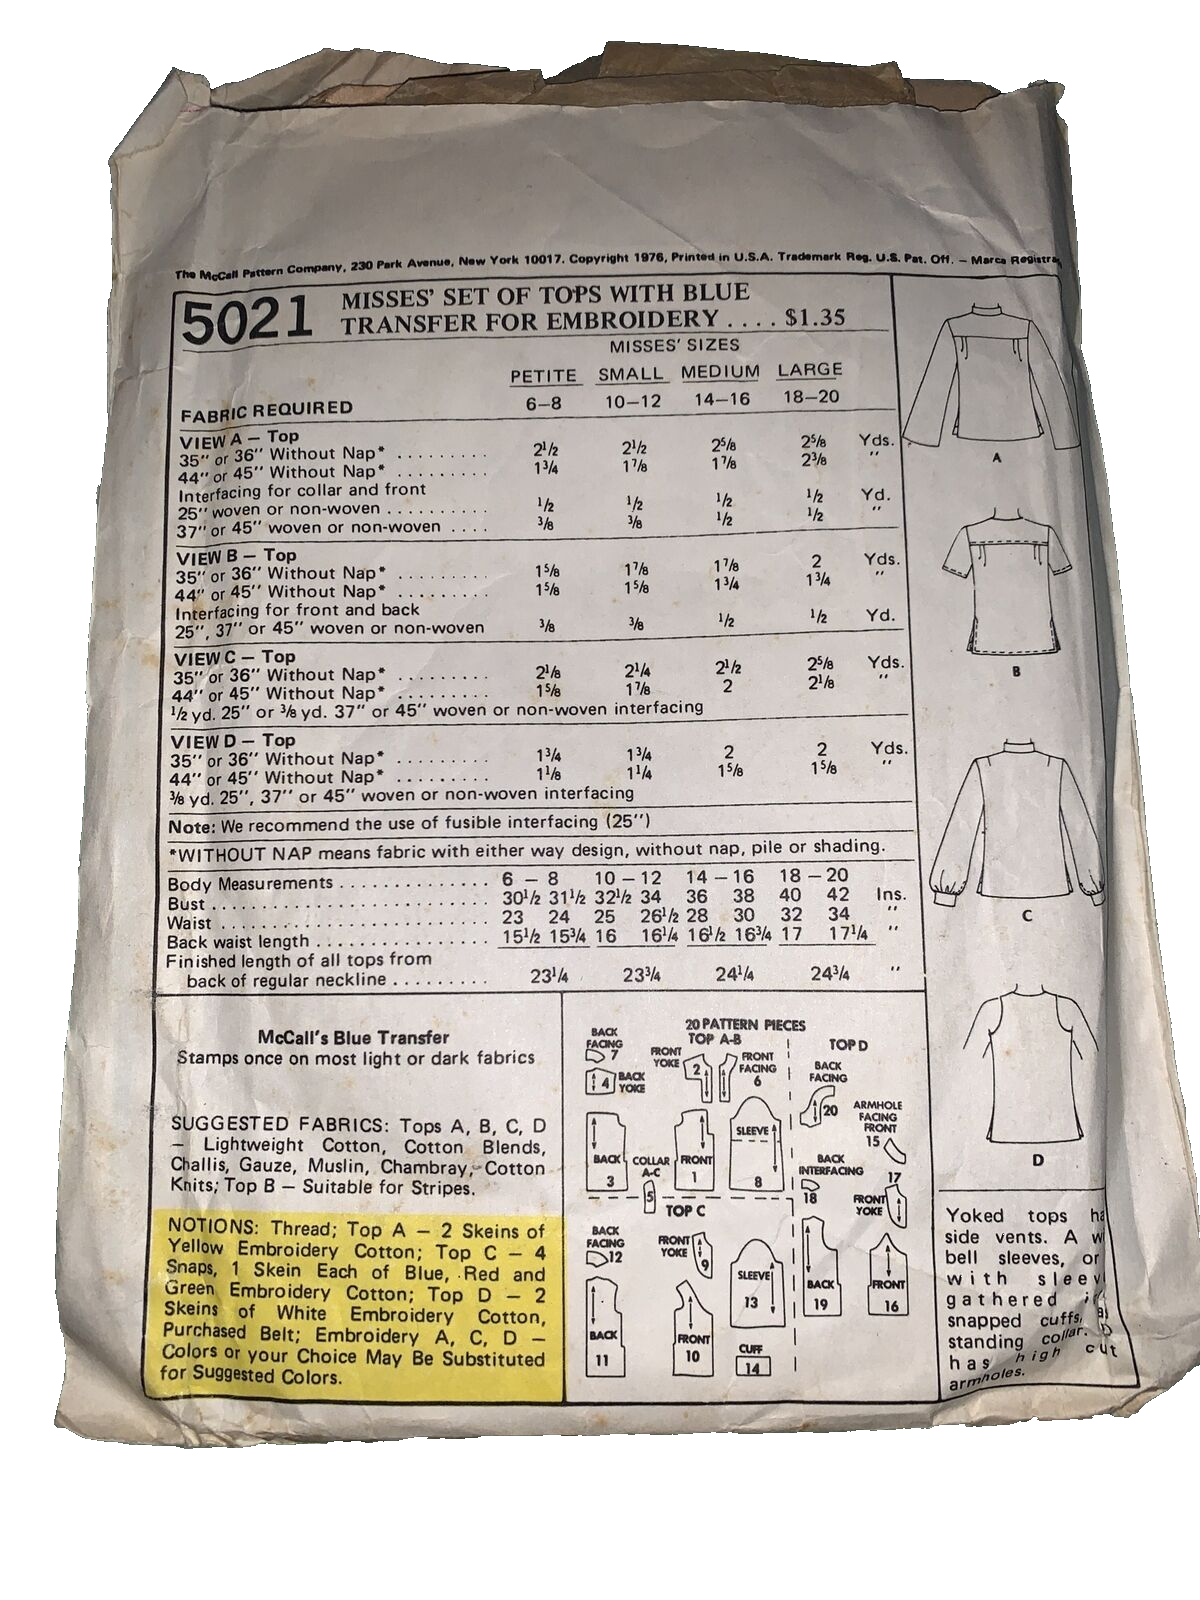 The McCall Pattern Company, 230 Park Avenue, New York 10017. Copyright 1976, Printed in U.S.A. Trademark Reg. U.S. Pat. Off. – Marca
5021 MISSES' SET OF TOPS WITH BLUE
TRANSFER FOR EMBROIDERY .... $1.35
MISSES' SIZES
PETITE SMALL MEDIUM LARGE
FABRIC REQUIRED 6–8 10–12 14–16 18–20
VIEW A – Top
35" or 36" Without Nap* ......... 2½ 2½ 2⅝ 2⅝ Yds.
44" or 45" Without Nap* ......... 1¾ 1⅞ 1⅞ 2⅜ "
Interfacing for collar and front
25" woven or non-woven .......... ½ ½ ½ ½ Yd.
37" or 45" woven or non-woven .... ⅜ ⅜ ½ ½ "
VIEW B – Top
35" or 36" Without Nap* ......... 1⅝ 1⅞ 1⅞ 2 Yds.
44" or 45" Without Nap* ......... 1⅝ 1⅝ 1¾ 1¾ "
Interfacing for front and back
25", 37" or 45" woven or non-woven ⅜ ⅜ ½ ½ Yd.
VIEW C – Top
35" or 36" Without Nap* ......... 2⅛ 2¼ 2½ 2⅝ Yds.
44" or 45" Without Nap* ......... 1⅝ 1⅞ 2 2⅛ "
½ yd. 25" or ⅜ yd. 37" or 45" woven or non-woven interfacing
VIEW D – Top
35" or 36" Without Nap* ......... 1¾ 1¾ 2 2 Yds.
44" or 45" Without Nap* ......... 1⅛ 1¼ 1⅝ 1⅝ "
⅜ yd. 25", 37" or 45" woven or non-woven interfacing
Note: We recommend the use of fusible interfacing (25")
*WITHOUT NAP means fabric with either way design, without nap, pile or shading.
Body Measurements .............. 6 – 8 10 – 12 14 – 16 18 – 20
Bust .......................... 30½ 31½ 32½ 34 36 38 40 42 Ins.
Waist ......................... 23 24 25 26½ 28 30 32 34 "
Back waist length ................ 15½ 15¾ 16 16¼ 16½ 16¾ 17 17¼ "
Finished length of all tops from
back of regular neckline ......... 23¼ 23¾ 24¼ 24¾ "
A
B
C
D
McCall's Blue Transfer
Stamps once on most light or dark fabrics
SUGGESTED FABRICS: Tops A, B, C, D
– Lightweight Cotton, Cotton Blends,
Challis, Gauze, Muslin, Chambray, Cotton
Knits; Top B – Suitable for Stripes.
NOTIONS: Thread; Top A – 2 Skeins of
Yellow Embroidery Cotton; Top C – 4
Snaps, 1 Skein Each of Blue, Red and
Green Embroidery Cotton; Top D – 2
Skeins of White Embroidery Cotton,
Purchased Belt; Embroidery A, C, D –
Colors or your Choice May Be Substituted
for Suggested Colors.
20 PATTERN PIECES
TOP A-B
BACK
FACING
7
4 BACK
YOKE
FRONT
YOKE
2
FRONT
FACING
6
BACK
3
COLLAR
A-C
5
FRONT
1
SLEEVE
8
TOP C
BACK
FACING
12
FRONT
YOKE
9
BACK
11
FRONT
10
SLEEVE
13
CUFF
14
TOP D
BACK
FACING
20
ARMHOLE
FACING
FRONT
15
BACK
INTERFACING
18
17
FRONT
YOKE
BACK
19
FRONT
16
Yoked tops
side vents. A
bell sleeves, or
with
gathered
snapped cuffs,
standing collar. D
has high cut
armholes.